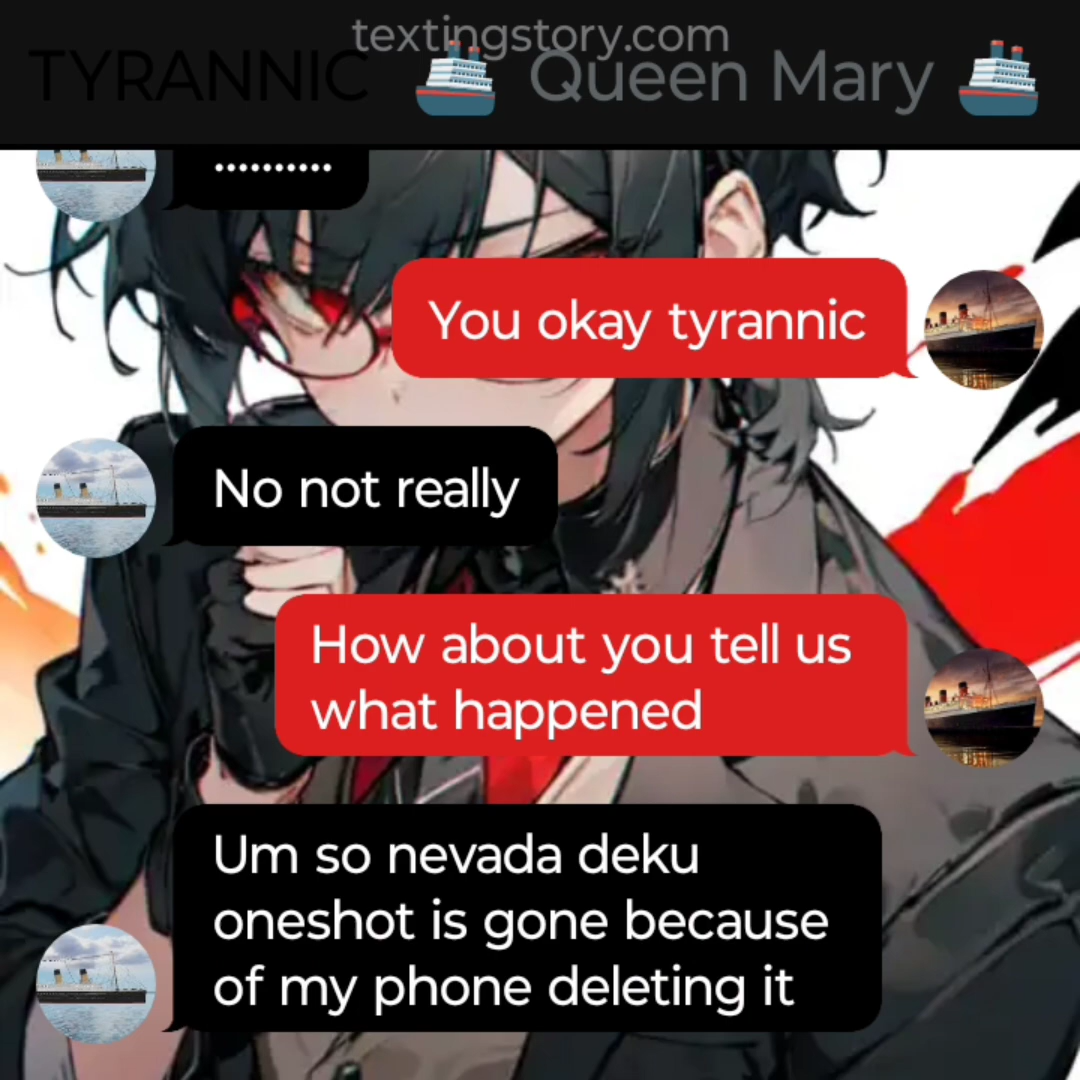 textingstory.com
TYRANNIC 🚢 Queen Mary 🚢
..........
You okay tyrannic
No not really
How about you tell us
what happened
Um so nevada deku
oneshot is gone because
of my phone deleting it